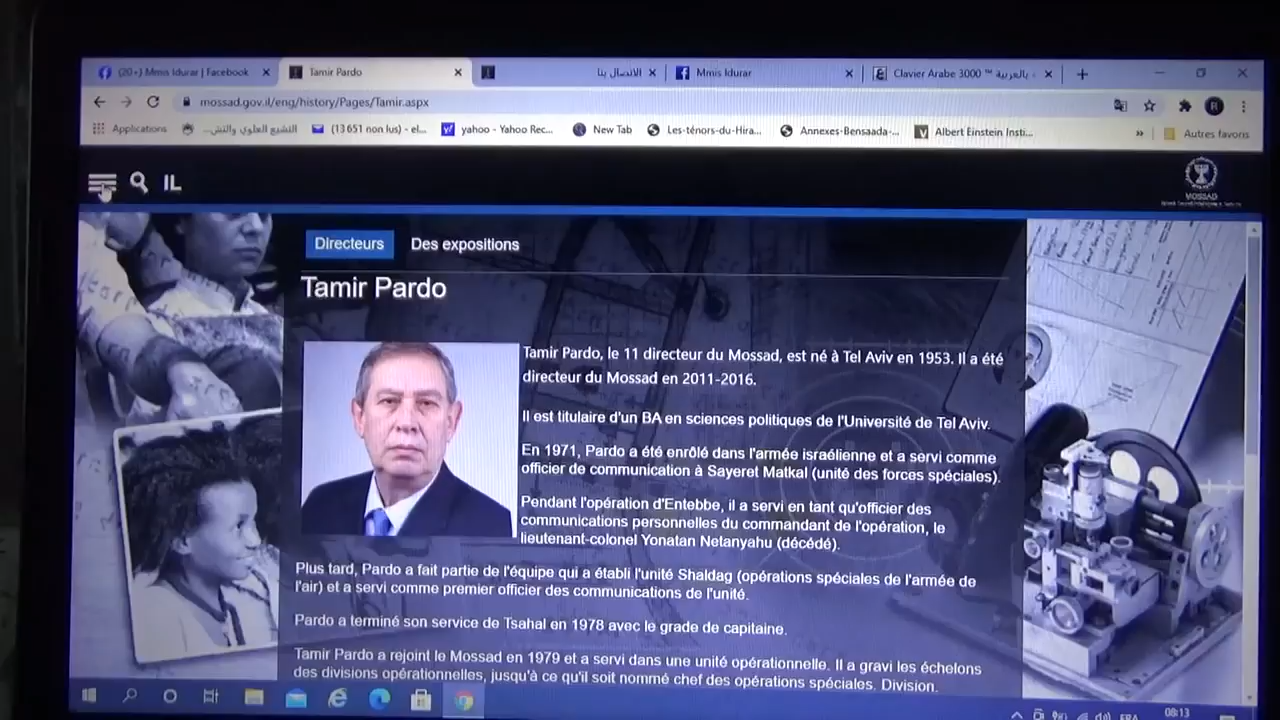 (20+) Mmis Idurar | Facebook
Tamir Pardo
الاتصال بنا
Mmis Idurar
Clavier Arabe 3000 ™ بالعربية -
mossad.gov.il/eng/history/Pages/Tamir.aspx
Applications
التشيع العلوي والتش...
(13 651 non lus) - el...
yahoo - Yahoo Rec...
New Tab
Les-ténors-du-Hira...
Annexes-Bensaada-...
Albert Einstein Insti...
Autres favoris
IL
MOSSAD
Directeurs
Des expositions
Tamir Pardo
Tamir Pardo, le 11 directeur du Mossad, est né à Tel Aviv en 1953. Il a été
directeur du Mossad en 2011-2016.
Il est titulaire d'un BA en sciences politiques de l'Université de Tel Aviv.
En 1971, Pardo a été enrôlé dans l'armée israélienne et a servi comme
officier de communication à Sayeret Matkal (unité des forces spéciales).
Pendant l'opération d'Entebbe, il a servi en tant qu'officier des
communications personnelles du commandant de l'opération, le
lieutenant-colonel Yonatan Netanyahu (décédé).
Plus tard, Pardo a fait partie de l'équipe qui a établi l'unité Shaldag (opérations spéciales de l'armée de
l'air) et a servi comme premier officier des communications de l'unité.
Pardo a terminé son service de Tsahal en 1978 avec le grade de capitaine.
Tamir Pardo a rejoint le Mossad en 1979 et a servi dans une unité opérationnelle. Il a gravi les échelons
des divisions opérationnelles, jusqu'à ce qu'il soit nommé chef des opérations spéciales. Division.
FRA
08:13